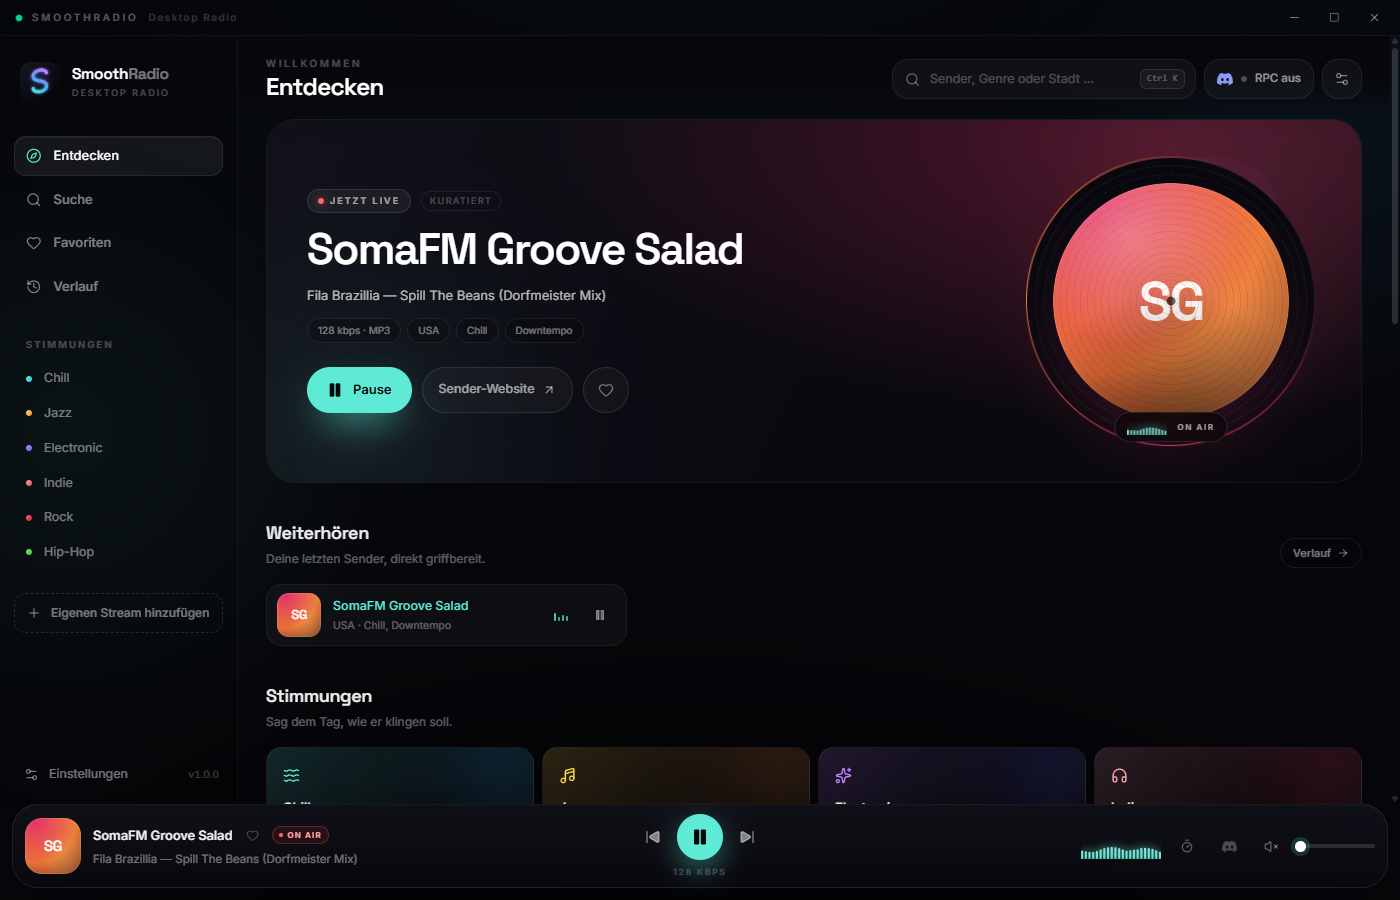 SMOOTHRADIO Desktop Radio
SmoothRadio
DESKTOP RADIO
Entdecken
Suche
Favoriten
Verlauf
STIMMUNGEN
Chill
Jazz
Electronic
Indie
Rock
Hip-Hop
Eigenen Stream hinzufügen
Einstellungen v1.0.0
WILLKOMMEN
Entdecken
Sender, Genre oder Stadt ... Ctrl K
RPC aus
JETZT LIVE KURATIERT
SomaFM Groove Salad
Fila Brazillia — Spill The Beans (Dorfmeister Mix)
128 kbps · MP3 USA Chill Downtempo
Pause Sender-Website
SG
ON AIR
Weiterhören
Deine letzten Sender, direkt griffbereit.
Verlauf
SG
SomaFM Groove Salad
USA · Chill, Downtempo
Stimmungen
Sag dem Tag, wie er klingen soll.
SG
SomaFM Groove Salad ON AIR
Fila Brazillia — Spill The Beans (Dorfmeister Mix)
128 KBPS